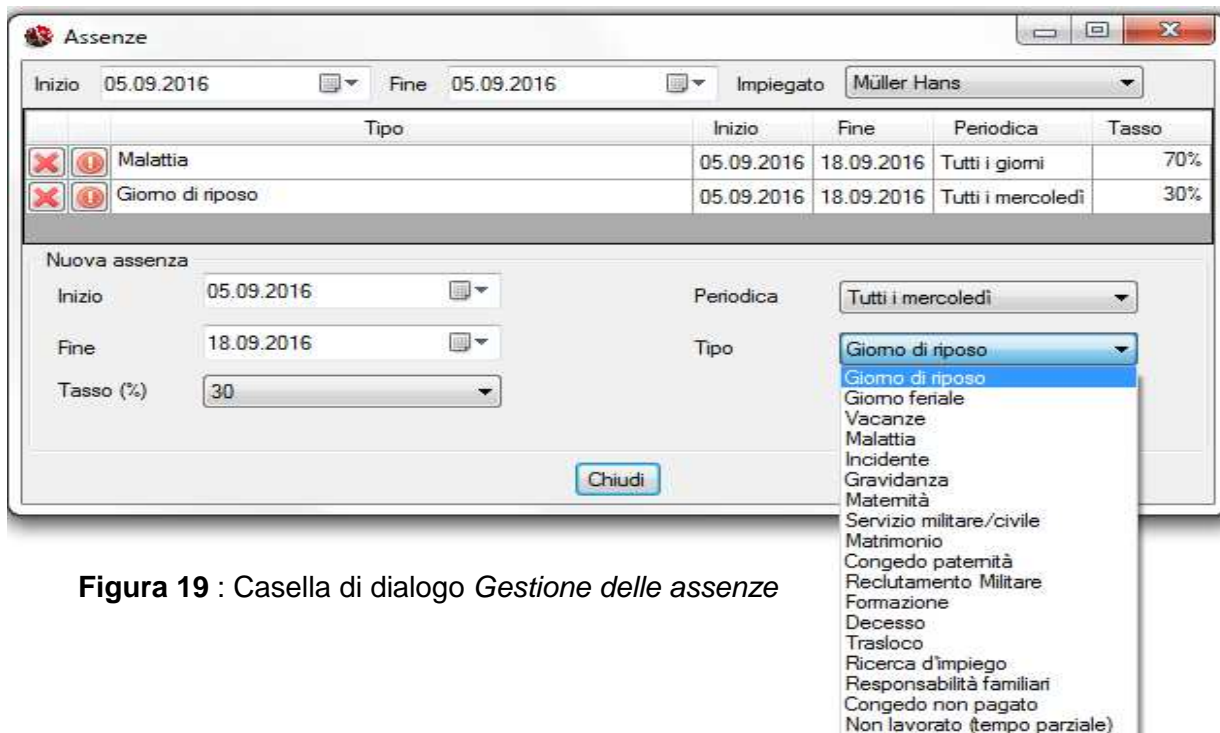 Assenze
Inizio 05.09.2016 Fine 05.09.2016 Impiegato Müller Hans
Tipo Inizio Fine Periodica Tasso
Malattia 05.09.2016 18.09.2016 Tutti i giorni 70%
Giorno di riposo 05.09.2016 18.09.2016 Tutti i mercoledì 30%
Nuova assenza
Inizio 05.09.2016 Periodica Tutti i mercoledì
Fine 18.09.2016 Tipo Giorno di riposo
Tasso (%) 30
Giorno di riposo
Giorno feriale
Vacanze
Malattia
Incidente
Gravidanza
Maternità
Servizio militare/civile
Matrimonio
Congedo paternità
Reclutamento Militare
Formazione
Decesso
Trasloco
Ricerca d'impiego
Responsabilità familiari
Congedo non pagato
Non lavorato (tempo parziale)
Chiudi
Figura 19 : Casella di dialogo Gestione delle assenze